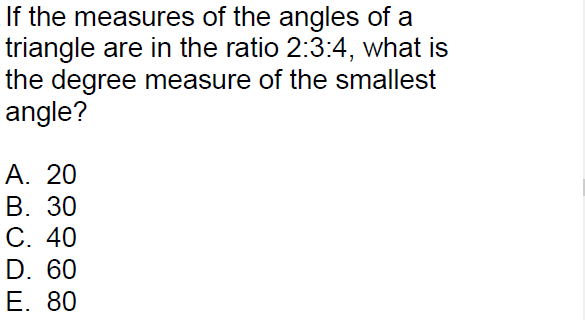 If the measures of the angles of a
triangle are in the ratio 2:3:4, what is
the degree measure of the smallest
angle?
A. 20
B. 30
C. 40
D. 60
E. 80